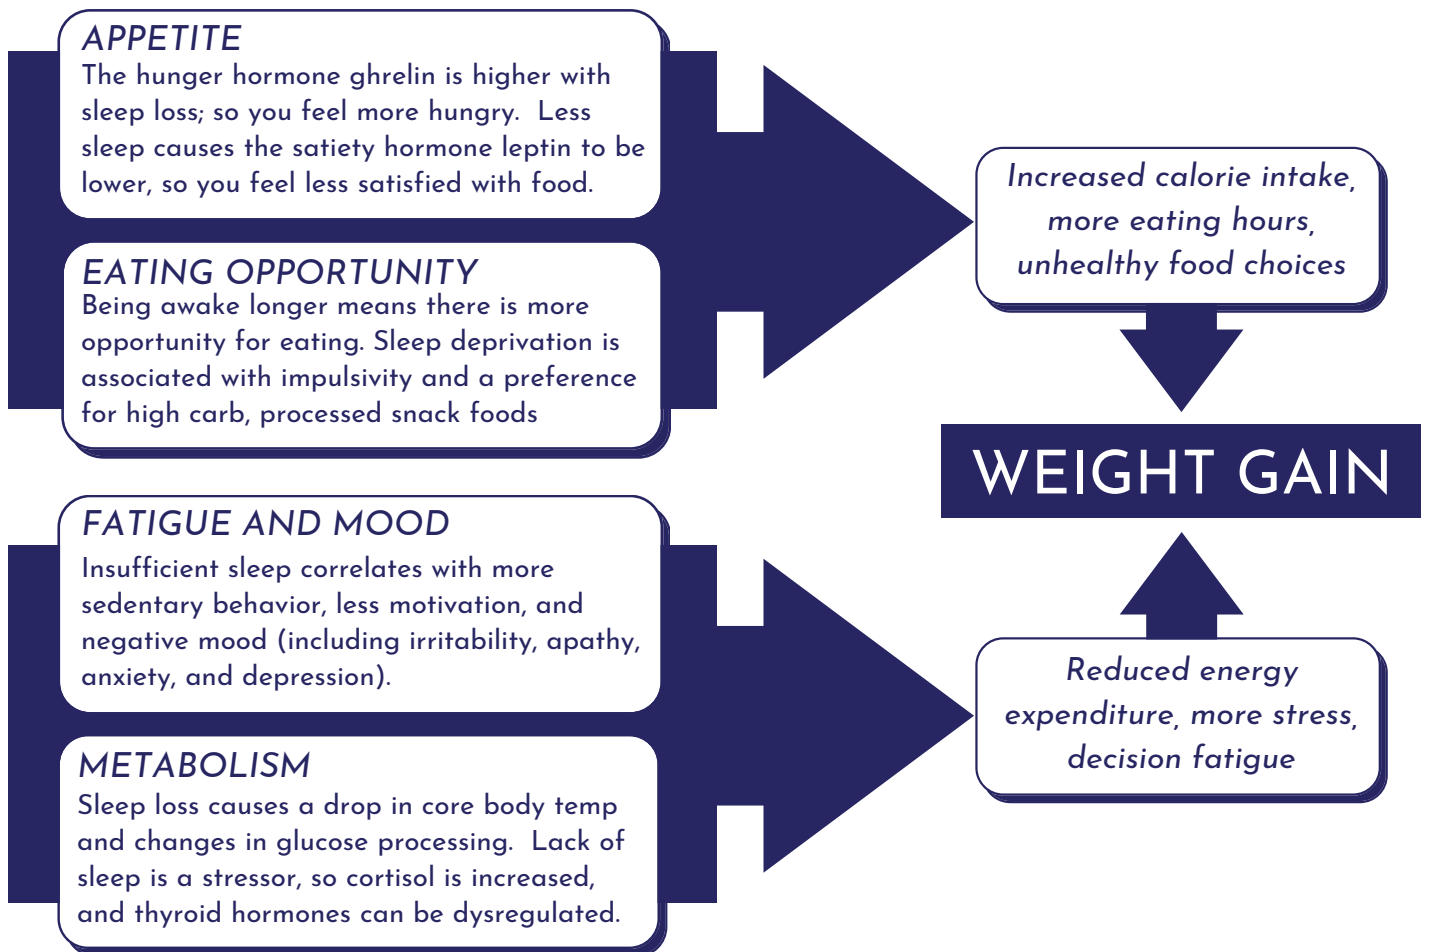 APPETITE
The hunger hormone ghrelin is higher with
sleep loss; so you feel more hungry.  Less
sleep causes the satiety hormone leptin to be
lower, so you feel less satisfied with food.
EATING OPPORTUNITY
Being awake longer means there is more
opportunity for eating. Sleep deprivation is
associated with impulsivity and a preference
for high carb, processed snack foods
Increased calorie intake,
more eating hours,
unhealthy food choices
WEIGHT GAIN
FATIGUE AND MOOD
Insufficient sleep correlates with more
sedentary behavior, less motivation, and
negative mood (including irritability, apathy,
anxiety, and depression).
METABOLISM
Sleep loss causes a drop in core body temp
and changes in glucose processing.  Lack of
sleep is a stressor, so cortisol is increased,
and thyroid hormones can be dysregulated.
Reduced energy
expenditure, more stress,
decision fatigue